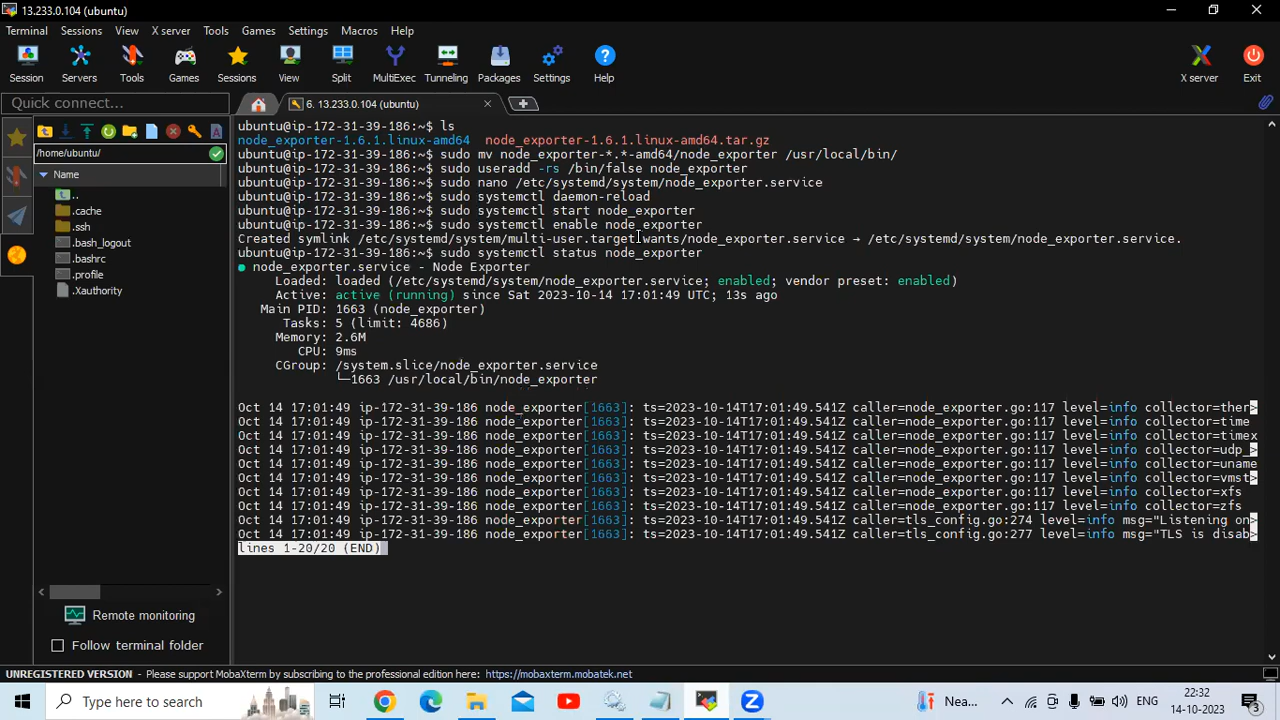 13.233.0.104 (ubuntu)
Terminal Sessions View X server Tools Games Settings Macros Help
Session Servers Tools Games Sessions View Split MultiExec Tunneling Packages Settings Help X server Exit
Quick connect...
6. 13.233.0.104 (ubuntu)
/home/ubuntu/
Name
..
.cache
.ssh
.bash_logout
.bashrc
.profile
.Xauthority
Remote monitoring
Follow terminal folder
ubuntu@ip-172-31-39-186:~$ ls
node_exporter-1.6.1.linux-amd64 node_exporter-1.6.1.linux-amd64.tar.gz
ubuntu@ip-172-31-39-186:~$ sudo mv node_exporter-*.*-amd64/node_exporter /usr/local/bin/
ubuntu@ip-172-31-39-186:~$ sudo useradd -rs /bin/false node_exporter
ubuntu@ip-172-31-39-186:~$ sudo nano /etc/systemd/system/node_exporter.service
ubuntu@ip-172-31-39-186:~$ sudo systemctl daemon-reload
ubuntu@ip-172-31-39-186:~$ sudo systemctl start node_exporter
ubuntu@ip-172-31-39-186:~$ sudo systemctl enable node_exporter
Created symlink /etc/systemd/system/multi-user.target.wants/node_exporter.service → /etc/systemd/system/node_exporter.service.
ubuntu@ip-172-31-39-186:~$ sudo systemctl status node_exporter
● node_exporter.service - Node Exporter
Loaded: loaded (/etc/systemd/system/node_exporter.service; enabled; vendor preset: enabled)
Active: active (running) since Sat 2023-10-14 17:01:49 UTC; 13s ago
Main PID: 1663 (node_exporter)
Tasks: 5 (limit: 4686)
Memory: 2.6M
CPU: 9ms
CGroup: /system.slice/node_exporter.service
└─1663 /usr/local/bin/node_exporter
Oct 14 17:01:49 ip-172-31-39-186 node_exporter[1663]: ts=2023-10-14T17:01:49.541Z caller=node_exporter.go:117 level=info collector=ther>
Oct 14 17:01:49 ip-172-31-39-186 node_exporter[1663]: ts=2023-10-14T17:01:49.541Z caller=node_exporter.go:117 level=info collector=time
Oct 14 17:01:49 ip-172-31-39-186 node_exporter[1663]: ts=2023-10-14T17:01:49.541Z caller=node_exporter.go:117 level=info collector=timex
Oct 14 17:01:49 ip-172-31-39-186 node_exporter[1663]: ts=2023-10-14T17:01:49.541Z caller=node_exporter.go:117 level=info collector=udp_>
Oct 14 17:01:49 ip-172-31-39-186 node_exporter[1663]: ts=2023-10-14T17:01:49.541Z caller=node_exporter.go:117 level=info collector=uname
Oct 14 17:01:49 ip-172-31-39-186 node_exporter[1663]: ts=2023-10-14T17:01:49.541Z caller=node_exporter.go:117 level=info collector=vmst>
Oct 14 17:01:49 ip-172-31-39-186 node_exporter[1663]: ts=2023-10-14T17:01:49.541Z caller=node_exporter.go:117 level=info collector=xfs
Oct 14 17:01:49 ip-172-31-39-186 node_exporter[1663]: ts=2023-10-14T17:01:49.541Z caller=node_exporter.go:117 level=info collector=zfs
Oct 14 17:01:49 ip-172-31-39-186 node_exporter[1663]: ts=2023-10-14T17:01:49.541Z caller=tls_config.go:274 level=info msg="Listening on>
Oct 14 17:01:49 ip-172-31-39-186 node_exporter[1663]: ts=2023-10-14T17:01:49.541Z caller=tls_config.go:277 level=info msg="TLS is disab>
lines 1-20/20 (END)
UNREGISTERED VERSION - Please support MobaXterm by subscribing to the professional edition here: https://mobaxterm.mobatek.net
Type here to search
Nea...
ENG
22:32
14-10-2023
3